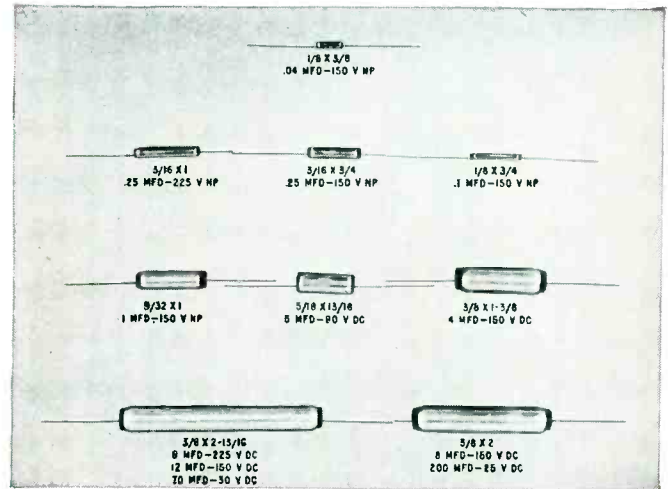 1/8 X 3/8
.04 MFD-150 V NP
3/16 X 1
.25 MFD-225 V NP
3/16 X 3/4
.25 MFD-150 V NP
1/8 X 3/4
.1 MFD-150 V NP
9/32 X 1
1 MFD-150 V NP
5/16 X 13/16
5 MFD-90 V DC
3/8 X 1-3/8
4 MFD-150 V DC
3/8 X 2-13/16
8 MFD-225 V DC
12 MFD-150 V DC
70 MFD-50 V DC
3/8 X 2
8 MFD-150 V DC
200 MFD-25 V DC